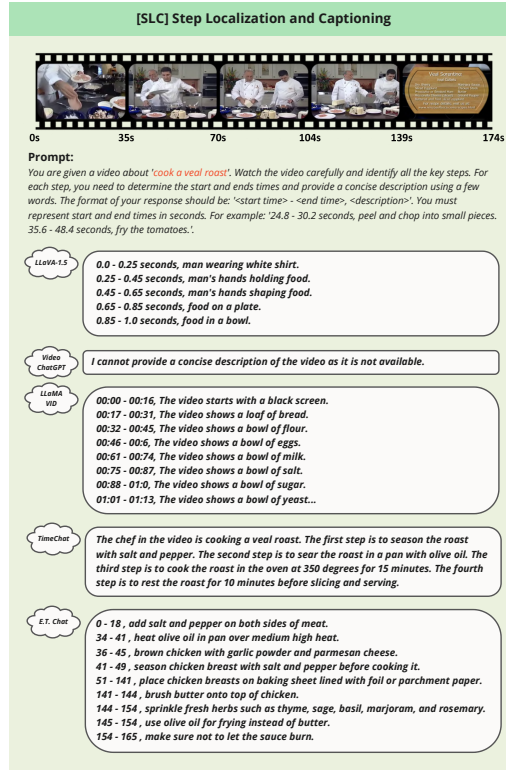 [SLC] Step Localization and Captioning
0s 35s 70s 104s 139s 174s
Prompt:
You are given a video about 'cook a veal roast'. Watch the video carefully and identify all the key steps. For
each step, you need to determine the start and ends times and provide a concise description using a few
words. The format of your response should be: '<start time> - <end time>, <description>'. You must
represent start and end times in seconds. For example: '24.8 - 30.2 seconds, peel and chop into small pieces.
35.6 - 48.4 seconds, fry the tomatoes.'.
LLaVA-1.5
0.0 - 0.25 seconds, man wearing white shirt.
0.25 - 0.45 seconds, man's hands holding food.
0.45 - 0.65 seconds, man's hands shaping food.
0.65 - 0.85 seconds, food on a plate.
0.85 - 1.0 seconds, food in a bowl.
Video
ChatGPT
I cannot provide a concise description of the video as it is not available.
LLaMA
VID
00:00 - 00:16, The video starts with a black screen.
00:17 - 00:31, The video shows a loaf of bread.
00:32 - 00:45, The video shows a bowl of flour.
00:46 - 00:6, The video shows a bowl of eggs.
00:61 - 00:74, The video shows a bowl of milk.
00:75 - 00:87, The video shows a bowl of salt.
00:88 - 01:0, The video shows a bowl of sugar.
01:01 - 01:13, The video shows a bowl of yeast...
TimeChat
The chef in the video is cooking a veal roast. The first step is to season the roast
with salt and pepper. The second step is to sear the roast in a pan with olive oil. The
third step is to cook the roast in the oven at 350 degrees for 15 minutes. The fourth
step is to rest the roast for 10 minutes before slicing and serving.
E.T. Chat
0 - 18 , add salt and pepper on both sides of meat.
34 - 41 , heat olive oil in pan over medium high heat.
36 - 45 , brown chicken with garlic powder and parmesan cheese.
41 - 49 , season chicken breast with salt and pepper before cooking it.
51 - 141 , place chicken breasts on baking sheet lined with foil or parchment paper.
141 - 144 , brush butter onto top of chicken.
144 - 154 , sprinkle fresh herbs such as thyme, sage, basil, marjoram, and rosemary.
145 - 154 , use olive oil for frying instead of butter.
154 - 165 , make sure not to let the sauce burn.